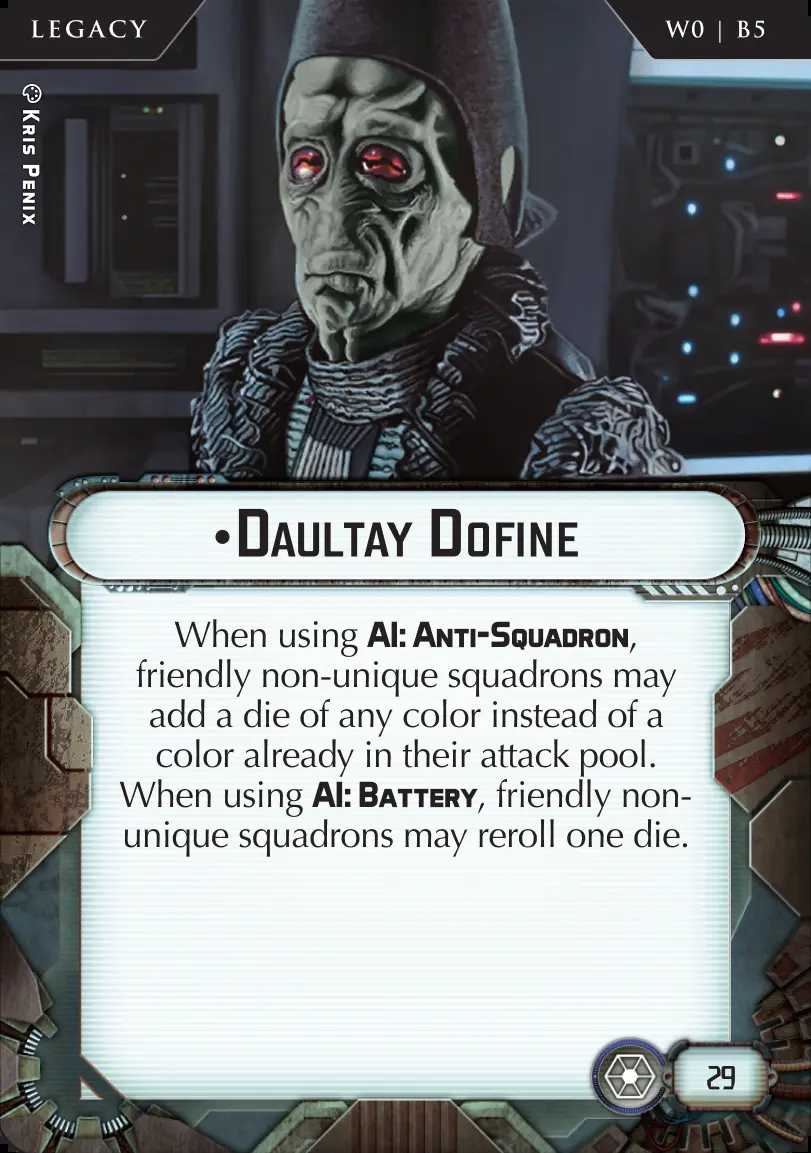 LEGACY
W0 | B5
Kris Penix
•Daultay Dofine
When using AI: Anti-Squadron,
friendly non-unique squadrons may
add a die of any color instead of a
color already in their attack pool.
When using AI: Battery, friendly non-
unique squadrons may reroll one die.
29